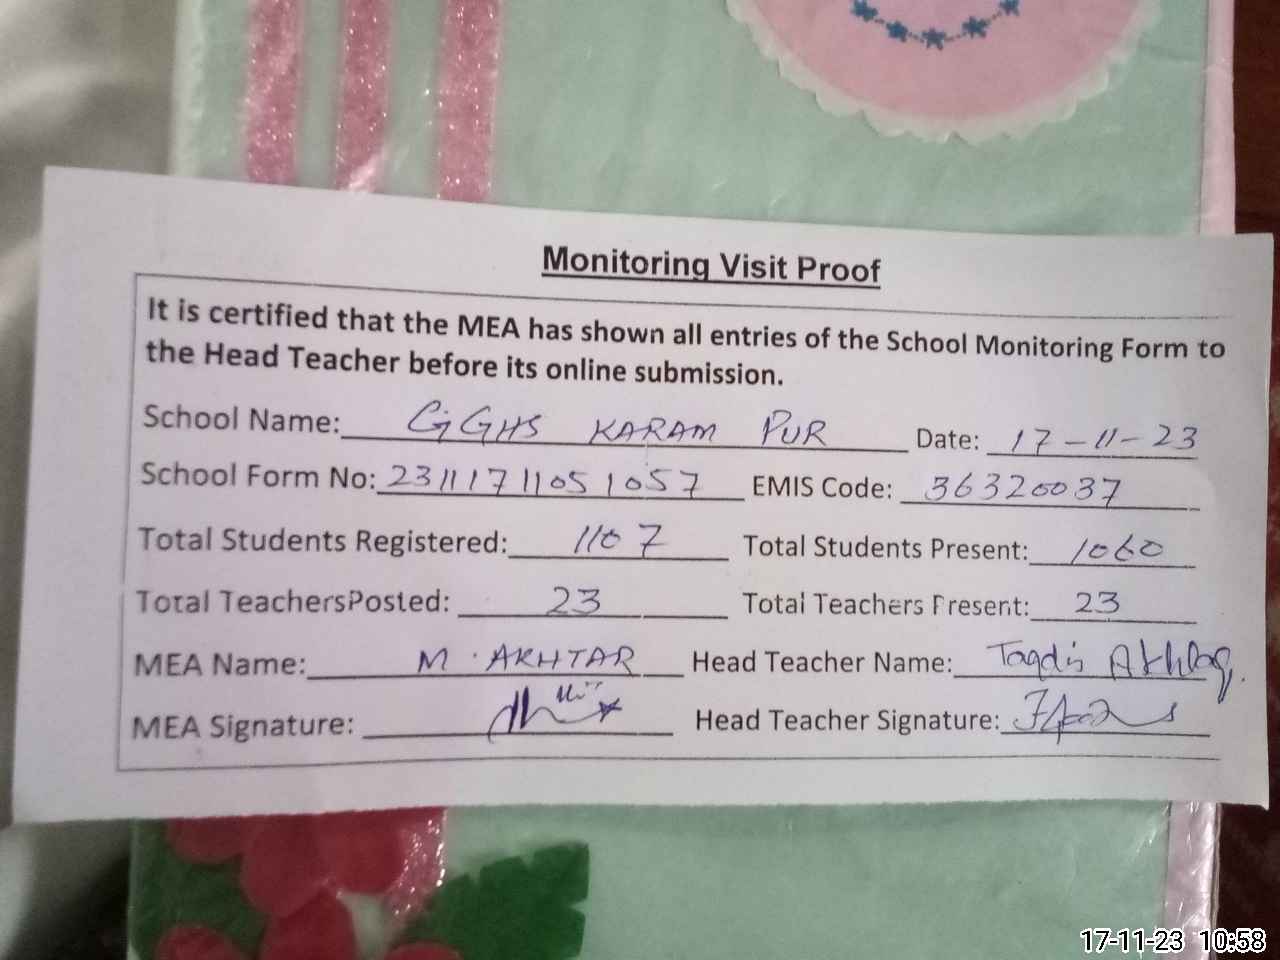 Monitoring Visit Proof
It is certified that the MEA has shown all entries of the School Monitoring Form to
the Head Teacher before its online submission.
School Name: GGHS KARAM PUR Date: 17-11-23
School Form No: 2311171105 1057 EMIS Code: 36320037
Total Students Registered: 1107 Total Students Present: 1060
Total TeachersPosted: 23 Total Teachers Present: 23
MEA Name: M. AKHTAR Head Teacher Name: Taqdis Akhlaq.
MEA Signature: Head Teacher Signature:
17-11-23 10:58